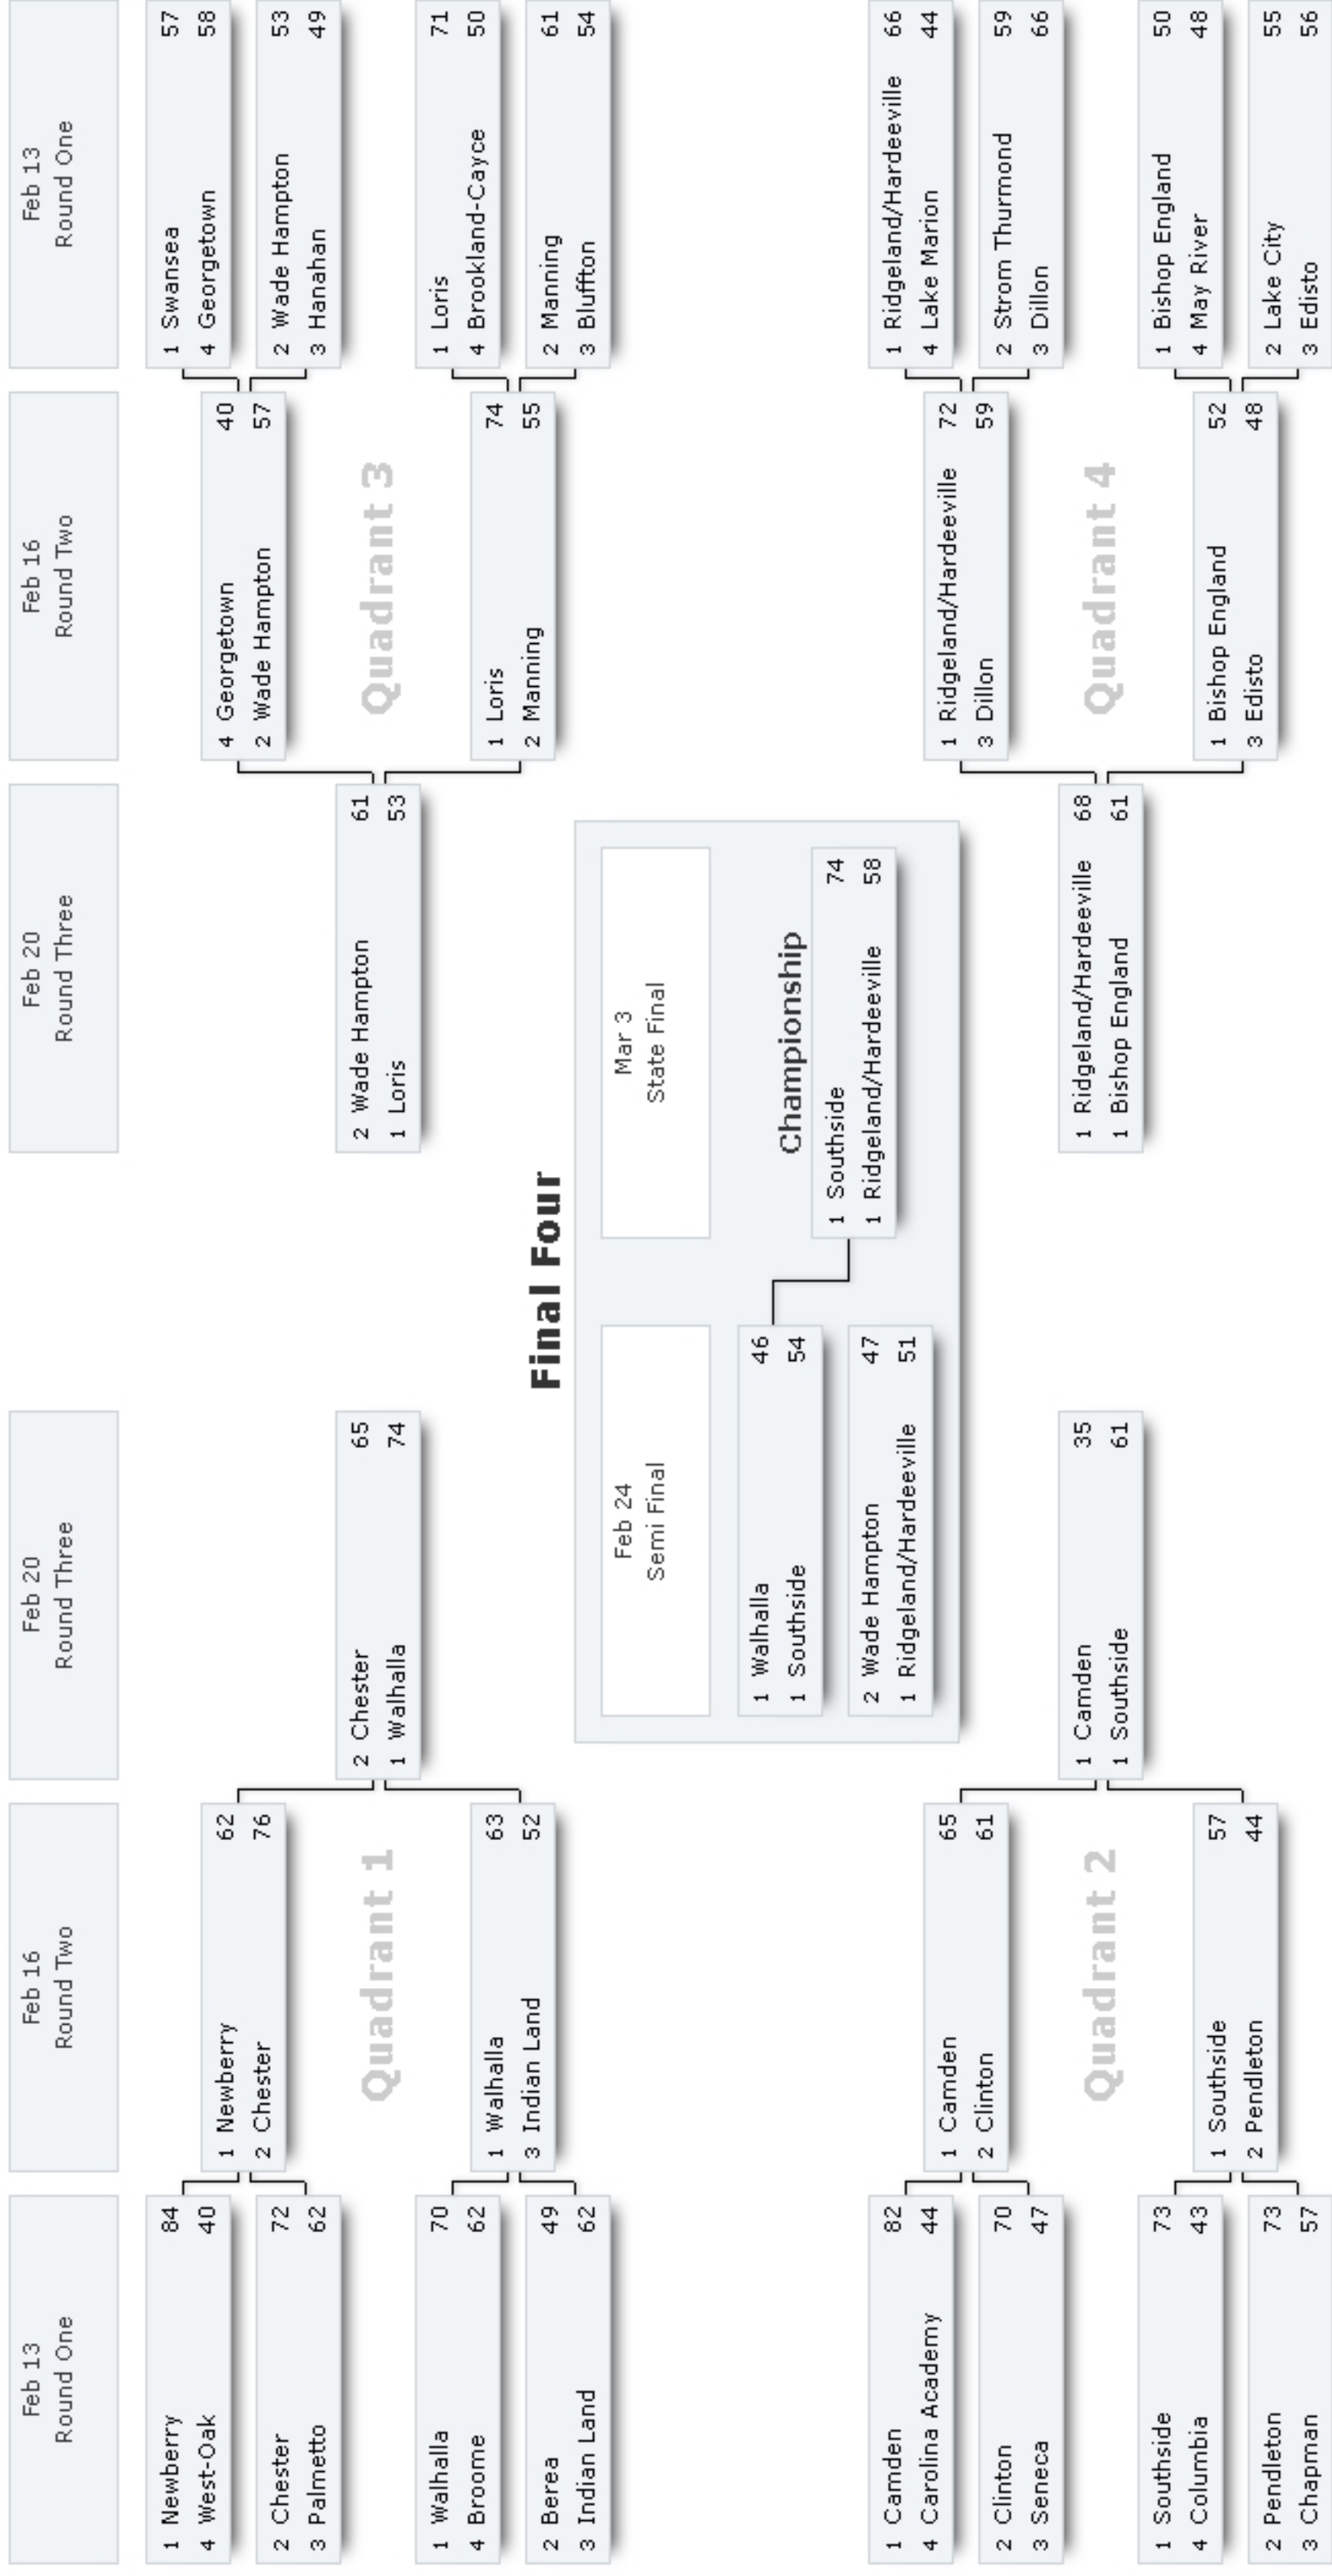 Feb 13
Round One
Feb 16
Round Two
Feb 20
Round Three
Feb 20
Round Three
Feb 16
Round Two
Feb 13
Round One
1 Newberry 84
4 West-Oak 40
2 Chester 72
3 Palmetto 62
1 Walhalla 70
4 Broome 62
2 Berea 49
3 Indian Land 62
1 Newberry 62
2 Chester 76
1 Walhalla 63
3 Indian Land 52
Quadrant 1
2 Chester 65
1 Walhalla 74
1 Camden 82
4 Carolina Academy 44
2 Clinton 70
3 Seneca 47
1 Southside 73
4 Columbia 43
2 Pendleton 73
3 Chapman 57
1 Camden 65
2 Clinton 61
1 Southside 57
2 Pendleton 44
Quadrant 2
1 Camden 35
1 Southside 61
Final Four
Feb 24
Semi Final
Mar 3
State Final
1 Walhalla 46
1 Southside 54
2 Wade Hampton 47
1 Ridgeland/Hardeeville 51
Championship
1 Southside 74
1 Ridgeland/Hardeeville 58
2 Wade Hampton 61
1 Loris 53
Quadrant 3
4 Georgetown 40
2 Wade Hampton 57
1 Loris 74
2 Manning 55
1 Swansea 57
4 Georgetown 58
2 Wade Hampton 53
3 Hanahan 49
1 Loris 71
4 Brookland-Cayce 50
2 Manning 61
3 Bluffton 54
1 Ridgeland/Hardeeville 68
1 Bishop England 61
Quadrant 4
1 Ridgeland/Hardeeville 72
3 Dillon 59
1 Bishop England 52
3 Edisto 48
1 Ridgeland/Hardeeville 66
4 Lake Marion 44
2 Strom Thurmond 59
3 Dillon 66
1 Bishop England 50
4 May River 48
2 Lake City 55
3 Edisto 56